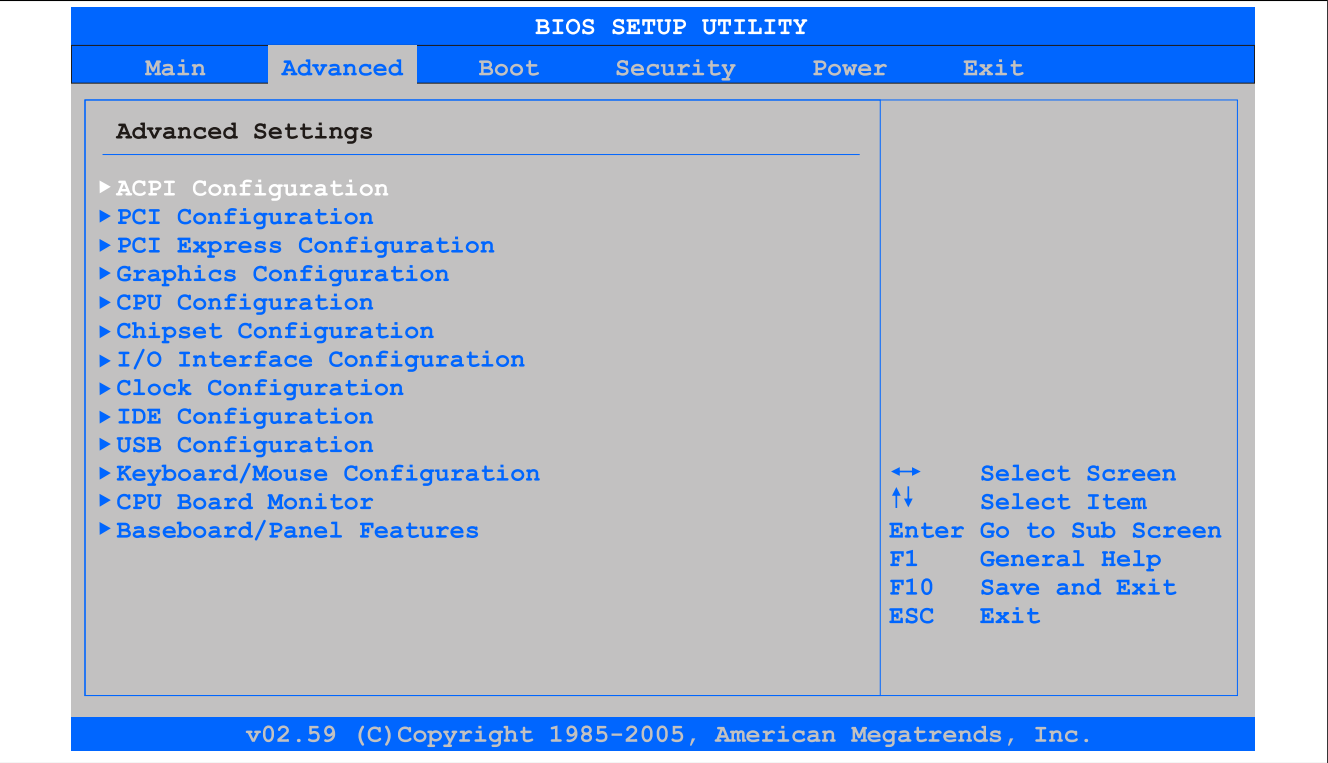 BIOS SETUP UTILITY
Main Advanced Boot Security Power Exit
Advanced Settings
ACPI Configuration
PCI Configuration
PCI Express Configuration
Graphics Configuration
CPU Configuration
Chipset Configuration
I/O Interface Configuration
Clock Configuration
IDE Configuration
USB Configuration
Keyboard/Mouse Configuration
CPU Board Monitor
Baseboard/Panel Features
Select Screen
Select Item
Enter Go to Sub Screen
F1 General Help
F10 Save and Exit
ESC Exit
v02.59 (C)Copyright 1985-2005, American Megatrends, Inc.